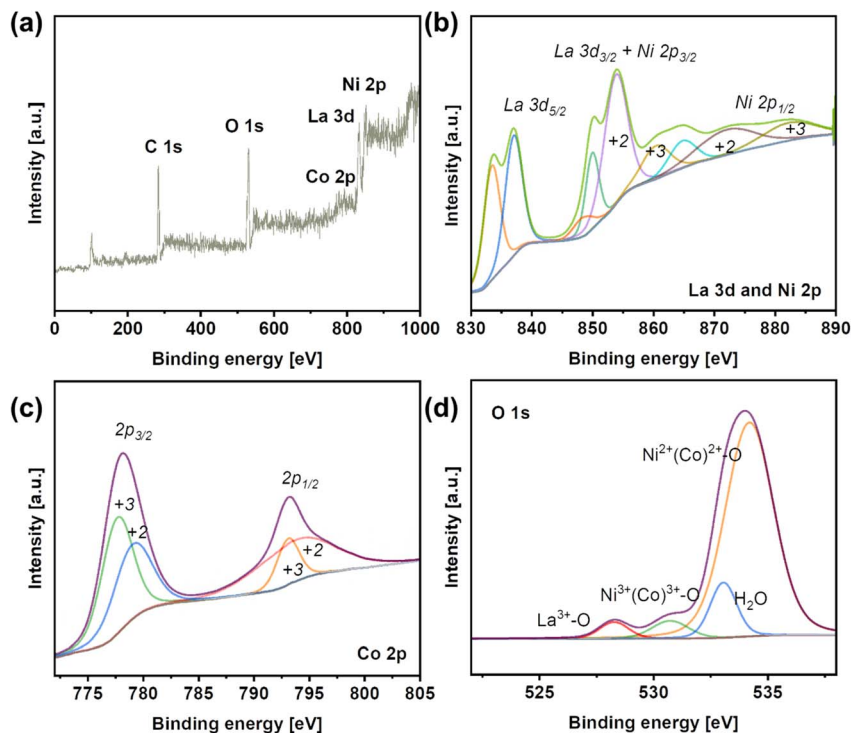 (a)
Ni 2p
La 3d
O 1s
C 1s
Co 2p
Intensity [a.u.]
0 200 400 600 800 1000
Binding energy [eV]
(b)
La 3d3/2 + Ni 2p3/2
La 3d5/2
Ni 2p1/2
+2
+3
+2
+3
Intensity [a.u.]
La 3d and Ni 2p
830 840 850 860 870 880 890
Binding energy [eV]
(c)
2p3/2
2p1/2
+3
+2
+2
+3
Intensity [a.u.]
Co 2p
775 780 785 790 795 800 805
Binding energy [eV]
(d)
O 1s
Ni2+(Co)2+-O
Ni3+(Co)3+-O
H2O
La3+-O
Intensity [a.u.]
525 530 535
Binding energy [eV]